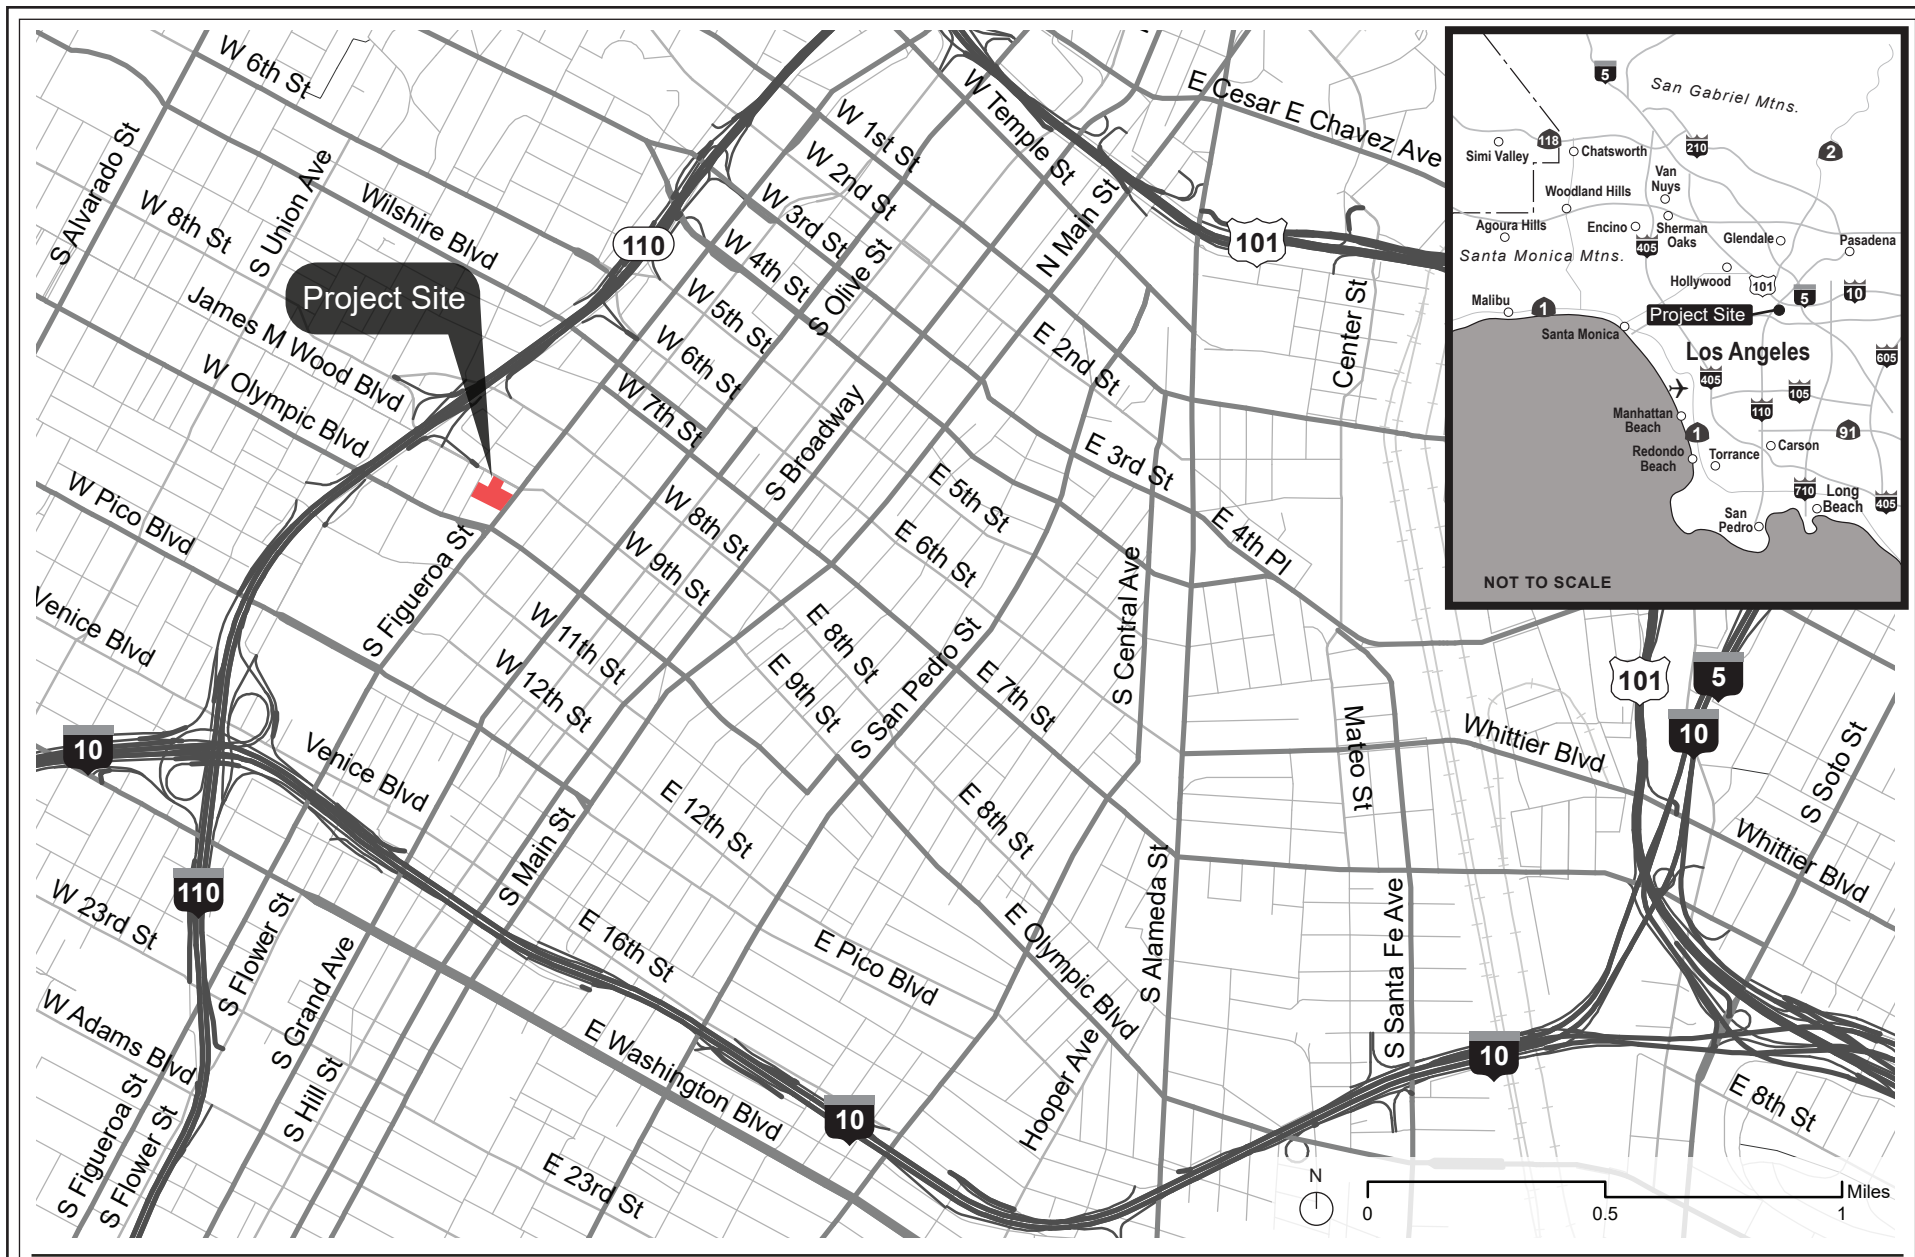 W 6th St
S Alvarado St
S Union Ave
W 8th St
Wilshire Blvd
110
Project Site
James M Wood Blvd
W Olympic Blvd
W Pico Blvd
Venice Blvd
S Figueroa St
W 1st St
W 2nd St
W 3rd St
W 4th St
W 5th St
W 6th St
W 7th St
S Olive St
S Broadway
W Temple St
N Main St
E Cesar E Chavez Ave
101
Center St
E 2nd St
E 3rd St
E 4th Pl
E 5th St
E 6th St
W 8th St
W 9th St
W 11th St
W 12th St
E 8th St
E 9th St
S San Pedro St
E 7th St
S Central Ave
Mateo St
Whittier Blvd
101
5
10
S Soto St
Whittier Blvd
10
Venice Blvd
S Main St
E 12th St
E 8th St
110
W 23rd St
S Flower St
S Grand Ave
E 16th St
E Pico Blvd
E Olympic Blvd
S Alameda St
S Santa Fe Ave
W Adams Blvd
S Hill St
S Figueroa St
S Flower St
E Washington Blvd
E 23rd St
10
Hooper Ave
10
E 8th St
N
0
0.5
1
Miles
5
San Gabriel Mtns.
118
Simi Valley
Chatsworth
210
2
Van
Nuys
Woodland Hills
Agoura Hills
Encino
Sherman
Oaks
405
Glendale
Pasadena
Santa Monica Mtns.
Hollywood
101
5
10
Malibu
1
Project Site
Santa Monica
Los Angeles
605
405
105
110
Manhattan
Beach
1
91
Redondo
Beach
Torrance
Carson
710
Long
Beach
405
San
Pedro
NOT TO SCALE